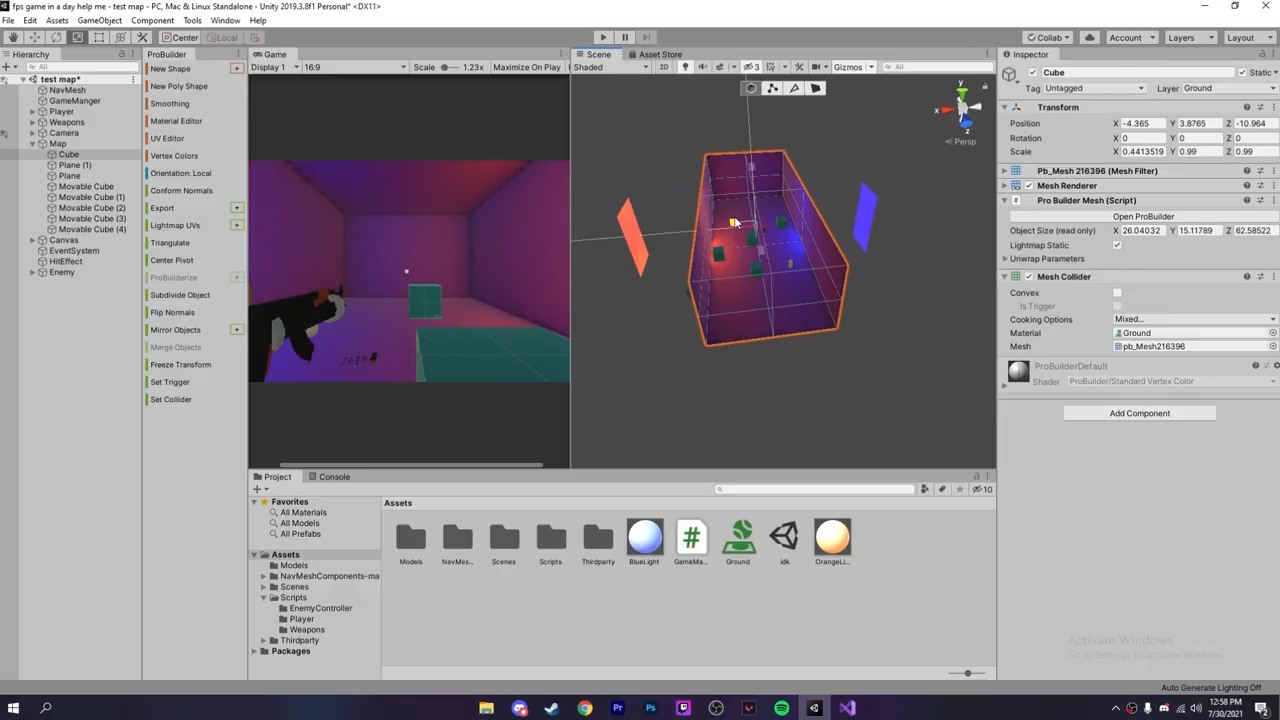 fps game in a day help me - test map - PC, Mac & Linux Standalone - Unity 2019.3.8f1 Personal* <DX11>
File Edit Assets GameObject Component Tools Window Help
Center Local Collab Account Layers Layout
Hierarchy
All
test map*
NavMesh
GameManger
Player
Weapons
Camera
Map
Cube
Plane (1)
Plane
Movable Cube
Movable Cube (1)
Movable Cube (2)
Movable Cube (3)
Movable Cube (4)
Canvas
EventSystem
HitEffect
Enemy
ProBuilder
New Shape
New Poly Shape
Smoothing
Material Editor
UV Editor
Vertex Colors
Orientation: Local
Conform Normals
Export
Lightmap UVs
Triangulate
Center Pivot
ProBuilderize
Subdivide Object
Flip Normals
Mirror Objects
Merge Objects
Freeze Transform
Set Trigger
Set Collider
Game
Display 1 16:9 Scale 1.23x Maximize On Play
Scene Asset Store
Shaded 2D 3 Gizmos All
y
x
z
Persp
Inspector
Cube Static
Tag Untagged Layer Ground
Transform
Position X -4.365 Y 3.8765 Z -10.964
Rotation X 0 Y 0 Z 0
Scale X 0.4413519 Y 0.99 Z 0.99
Pb_Mesh 216396 (Mesh Filter)
Mesh Renderer
Pro Builder Mesh (Script)
Open ProBuilder
Object Size (read only) X 26.04032 Y 15.11789 Z 62.58522
Lightmap Static
Unwrap Parameters
Mesh Collider
Convex
Is Trigger
Cooking Options Mixed...
Material Ground
Mesh pb_Mesh216396
ProBuilderDefault
Shader ProBuilder/Standard Vertex Color
Add Component
Project Console
10
Favorites
All Materials
All Models
All Prefabs
Assets
Models
NavMeshComponents-ma
Scenes
Scripts
EnemyController
Player
Weapons
Thirdparty
Packages
Assets
Models NavMes... Scenes Scripts Thirdparty BlueLight GameMa... Ground idk OrangeLi...
Activate Windows
Go to Settings to activate Windows.
Auto Generate Lighting Off
12:58 PM
7/30/2021